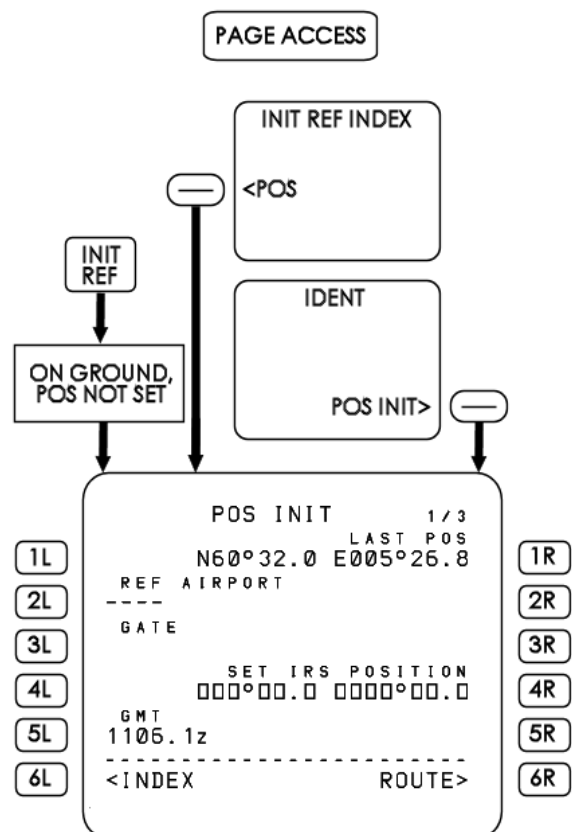 PAGE ACCESS
INIT REF INDEX
<POS
INIT
REF
IDENT
ON GROUND,
POS NOT SET
POS INIT>
POS INIT 1/3
LAST POS
1L N60°32.0 E005°26.8 1R
REF AIRPORT
2L ---- 2R
GATE
3L 3R
SET IRS POSITION
4L ▯▯▯°▯▯.▯ ▯▯▯▯°▯▯.▯ 4R
GMT
5L 1106.1z 5R
--------------------------
6L <INDEX ROUTE> 6R